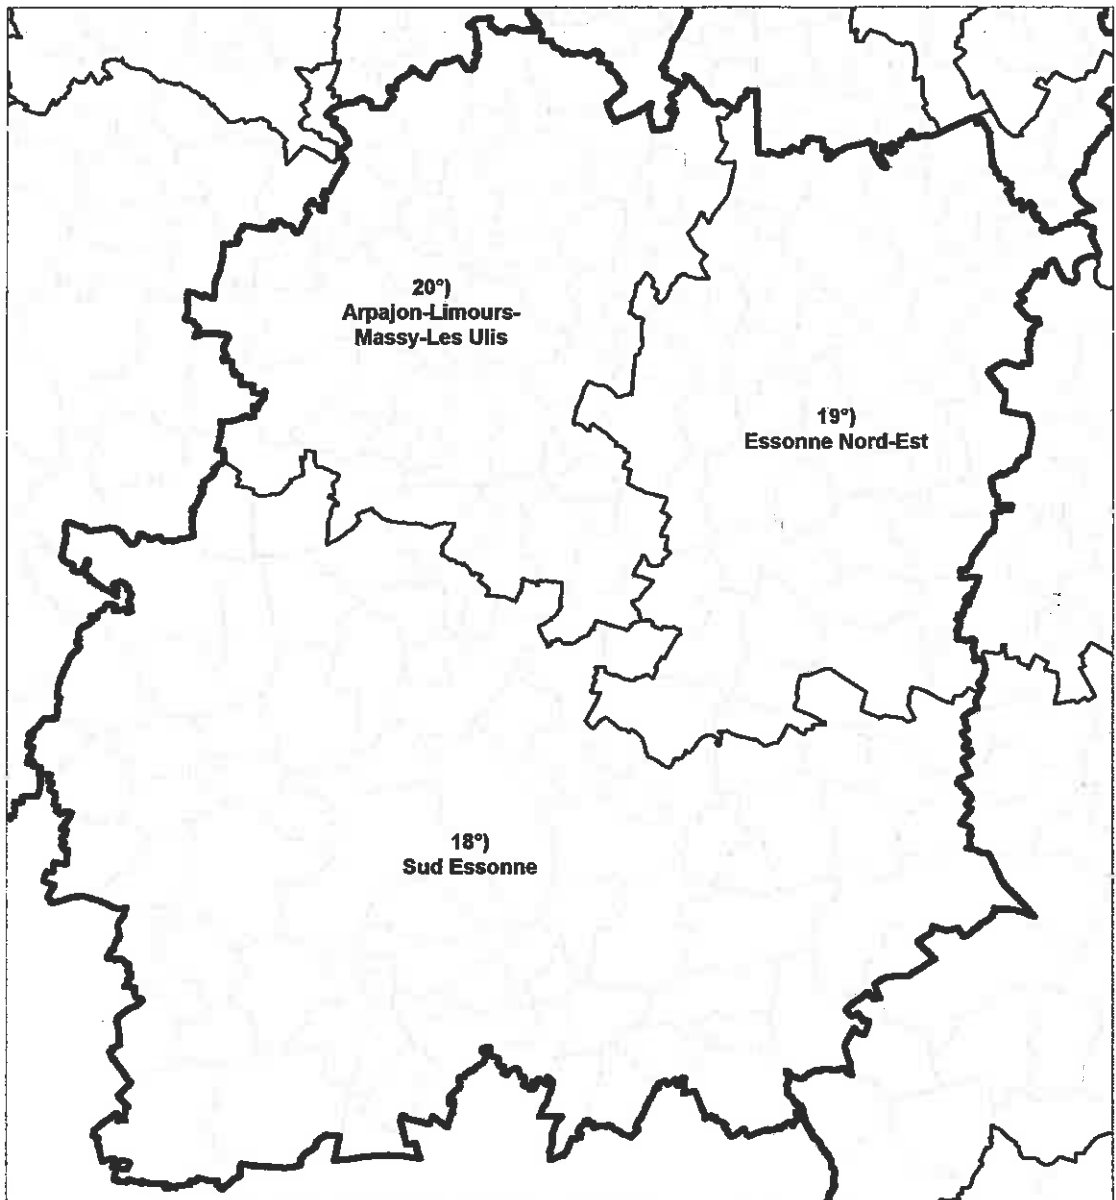 20°)
Arpajon-Limours-
Massy-Les Ulis
19°)
Essonne Nord-Est
18°)
Sud Essonne